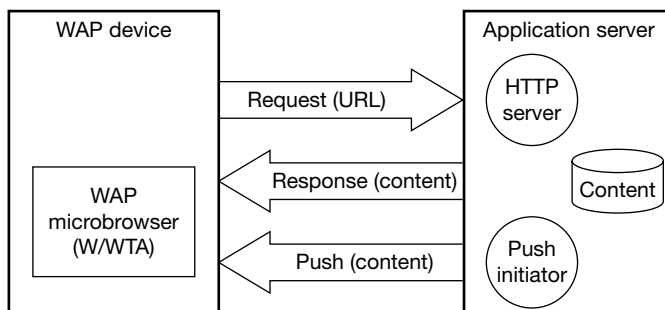 WAP device
Application server
HTTP
server
Request (URL)
Response (content)
Content
WAP
microbrowser
(W/WTA)
Push (content)
Push
initiator